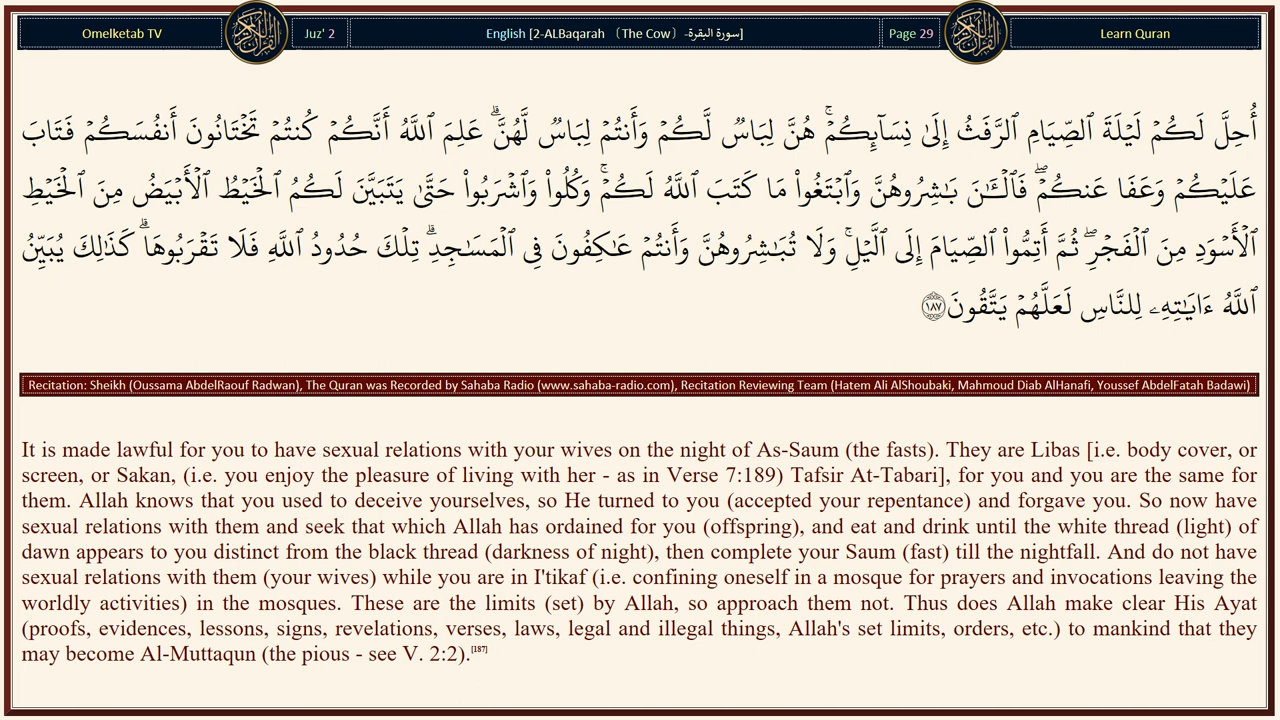 Omelketab TV
Juz' 2
English [2-ALBaqarah 〔The Cow〕 -سورة البقرة]
Page 29
Learn Quran
أُحِلَّ لَكُمۡ لَيۡلَةَ ٱلصِّيَامِ ٱلرَّفَثُ إِلَىٰ نِسَآئِكُمۡۚ هُنَّ لِبَاسٞ لَّكُمۡ وَأَنتُمۡ لِبَاسٞ لَّهُنَّۗ عَلِمَ ٱللَّهُ أَنَّكُمۡ كُنتُمۡ تَخۡتَانُونَ أَنفُسَكُمۡ فَتَابَ
عَلَيۡكُمۡ وَعَفَا عَنكُمۡۖ فَٱلۡـَٰٔنَ بَٰشِرُوهُنَّ وَٱبۡتَغُواْ مَا كَتَبَ ٱللَّهُ لَكُمۡۚ وَكُلُواْ وَٱشۡرَبُواْ حَتَّىٰ يَتَبَيَّنَ لَكُمُ ٱلۡخَيۡطُ ٱلۡأَبۡيَضُ مِنَ ٱلۡخَيۡطِ
ٱلۡأَسۡوَدِ مِنَ ٱلۡفَجۡرِۖ ثُمَّ أَتِمُّواْ ٱلصِّيَامَ إِلَى ٱلَّيۡلِۚ وَلَا تُبَٰشِرُوهُنَّ وَأَنتُمۡ عَٰكِفُونَ فِي ٱلۡمَسَٰجِدِۗ تِلۡكَ حُدُودُ ٱللَّهِ فَلَا تَقۡرَبُوهَاۗ كَذَٰلِكَ يُبَيِّنُ
ٱللَّهُ ءَايَٰتِهِۦ لِلنَّاسِ لَعَلَّهُمۡ يَتَّقُونَ ١٨٧
Recitation: Sheikh (Oussama AbdelRaouf Radwan), The Quran was Recorded by Sahaba Radio (www.sahaba-radio.com), Recitation Reviewing Team (Hatem Ali AlShoubaki, Mahmoud Diab AlHanafi, Youssef AbdelFatah Badawi)
It is made lawful for you to have sexual relations with your wives on the night of As-Saum (the fasts). They are Libas [i.e. body cover, or
screen, or Sakan, (i.e. you enjoy the pleasure of living with her - as in Verse 7:189) Tafsir At-Tabari], for you and you are the same for
them. Allah knows that you used to deceive yourselves, so He turned to you (accepted your repentance) and forgave you. So now have
sexual relations with them and seek that which Allah has ordained for you (offspring), and eat and drink until the white thread (light) of
dawn appears to you distinct from the black thread (darkness of night), then complete your Saum (fast) till the nightfall. And do not have
sexual relations with them (your wives) while you are in I'tikaf (i.e. confining oneself in a mosque for prayers and invocations leaving the
worldly activities) in the mosques. These are the limits (set) by Allah, so approach them not. Thus does Allah make clear His Ayat
(proofs, evidences, lessons, signs, revelations, verses, laws, legal and illegal things, Allah's set limits, orders, etc.) to mankind that they
may become Al-Muttaqun (the pious - see V. 2:2).[187]